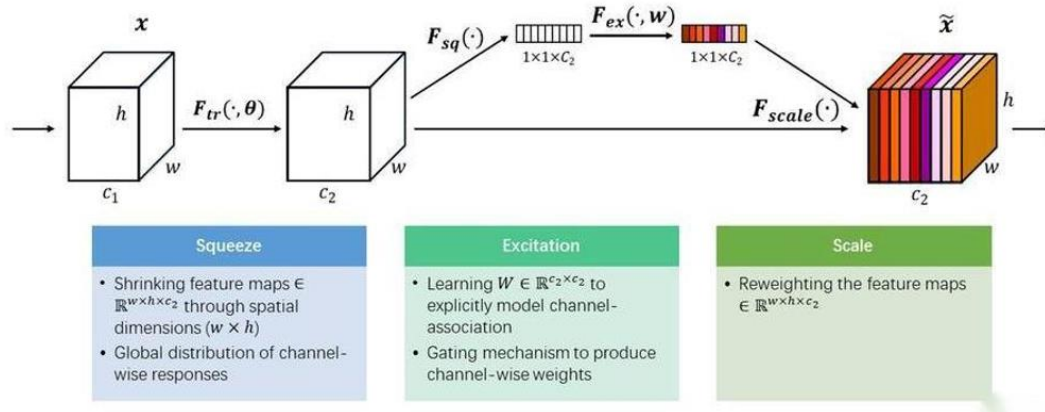 x
h
w
c₁
F_tr(·, θ)
h
w
c₂
F_sq(·)
1×1×C₂
F_ex(·, w)
1×1×C₂
F_scale(·)
x̃
h
w
c₂
Squeeze
• Shrinking feature maps ∈
ℝ^{w×h×c₂} through spatial
dimensions (w × h)
• Global distribution of channel-
wise responses
Excitation
• Learning W ∈ ℝ^{c₂×c₂} to
explicitly model channel-
association
• Gating mechanism to produce
channel-wise weights
Scale
• Reweighting the feature maps
∈ ℝ^{w×h×c₂}